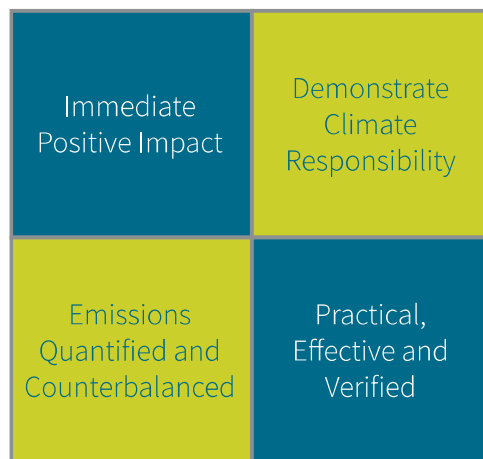 Immediate
Positive Impact
Demonstrate
Climate
Responsibility
Emissions
Quantified and
Counterbalanced
Practical,
Effective and
Verified